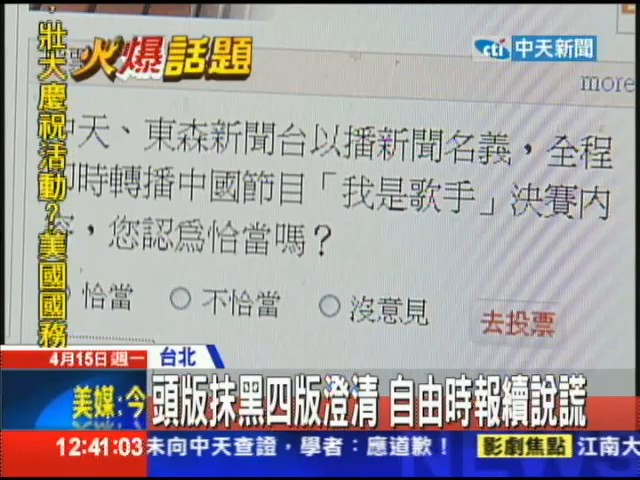 火爆話題
cti 中天新聞
壯大慶祝活動?美國國務
more
中天、東森新聞台以播新聞名義，全程
即時轉播中國節目「我是歌手」決賽內
容，您認為恰當嗎？
恰當 不恰當 沒意見
去投票
4月15日週一 台北
美媒:今
頭版抹黑四版澄清 自由時報續說謊
12:41:03
未向中天查證，學者：應道歉！ 影劇焦點 江南大
NEWS